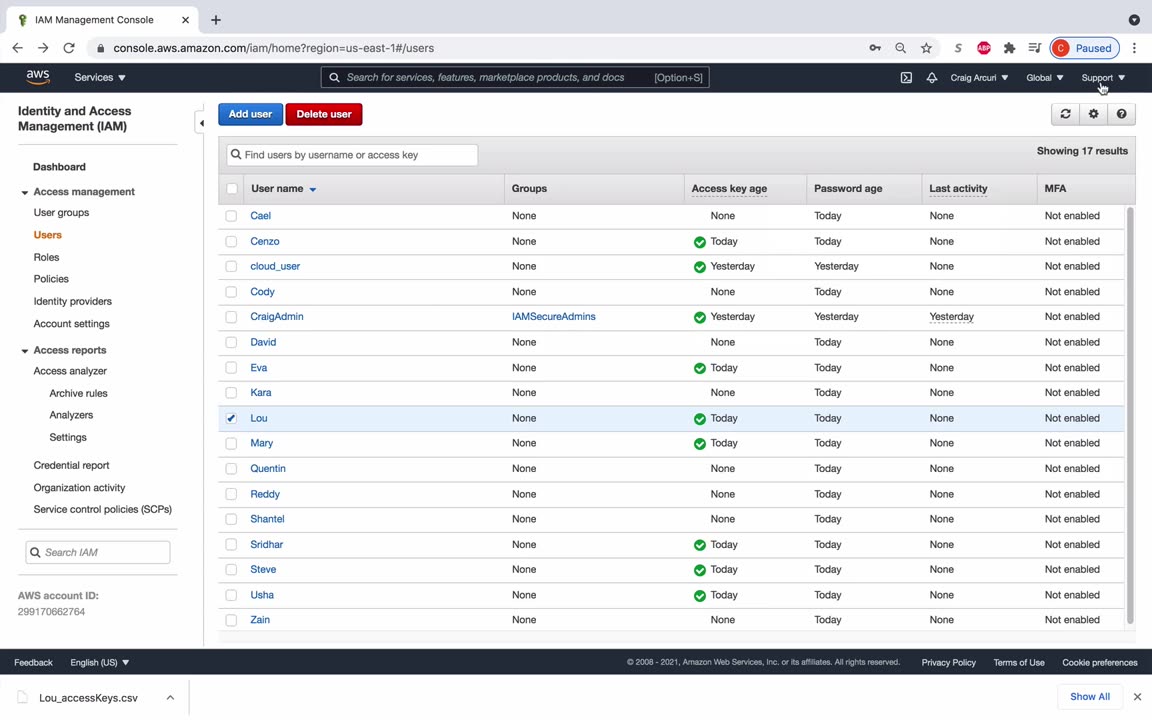 IAM Management Console
console.aws.amazon.com/iam/home?region=us-east-1#/users
S
ABP
C Paused
aws
Services
Search for services, features, marketplace products, and docs [Option+S]
Craig Arcuri
Global
Support
Identity and Access
Management (IAM)
Dashboard
Access management
User groups
Users
Roles
Policies
Identity providers
Account settings
Access reports
Access analyzer
Archive rules
Analyzers
Settings
Credential report
Organization activity
Service control policies (SCPs)
Search IAM
AWS account ID:
299170662764
Add user
Delete user
Find users by username or access key
Showing 17 results
User name Groups Access key age Password age Last activity MFA
Cael None None Today None Not enabled
Cenzo None Today Today None Not enabled
cloud_user None Yesterday Yesterday None Not enabled
Cody None None Today None Not enabled
CraigAdmin IAMSecureAdmins Yesterday Yesterday Yesterday Not enabled
David None None Today None Not enabled
Eva None Today Today None Not enabled
Kara None None Today None Not enabled
Lou None Today Today None Not enabled
Mary None Today Today None Not enabled
Quentin None None Today None Not enabled
Reddy None None Today None Not enabled
Shantel None None Today None Not enabled
Sridhar None Today Today None Not enabled
Steve None Today Today None Not enabled
Usha None Today Today None Not enabled
Zain None None Today None Not enabled
Feedback English (US) © 2008 - 2021, Amazon Web Services, Inc. or its affiliates. All rights reserved. Privacy Policy Terms of Use Cookie preferences
Lou_accessKeys.csv
Show All